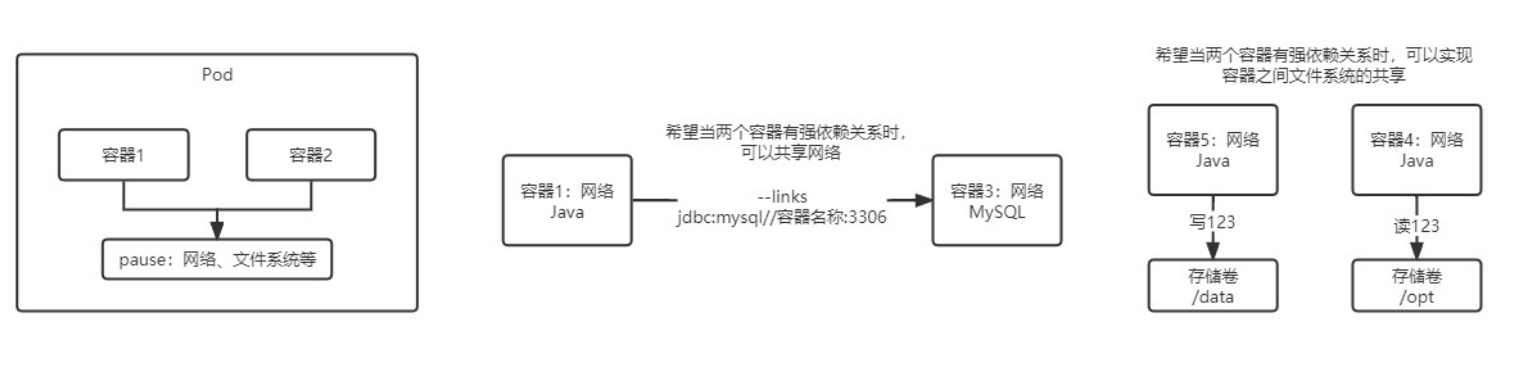 Pod
容器1
容器2
pause：网络、文件系统等
希望当两个容器有强依赖关系时，
可以共享网络
容器1：网络
Java
--links
jdbc:mysql//容器名称:3306
容器3：网络
MySQL
希望当两个容器有强依赖关系时，可以实现
容器之间文件系统的共享
容器5：网络
Java
容器4：网络
Java
写123
读123
存储卷
/data
存储卷
/opt